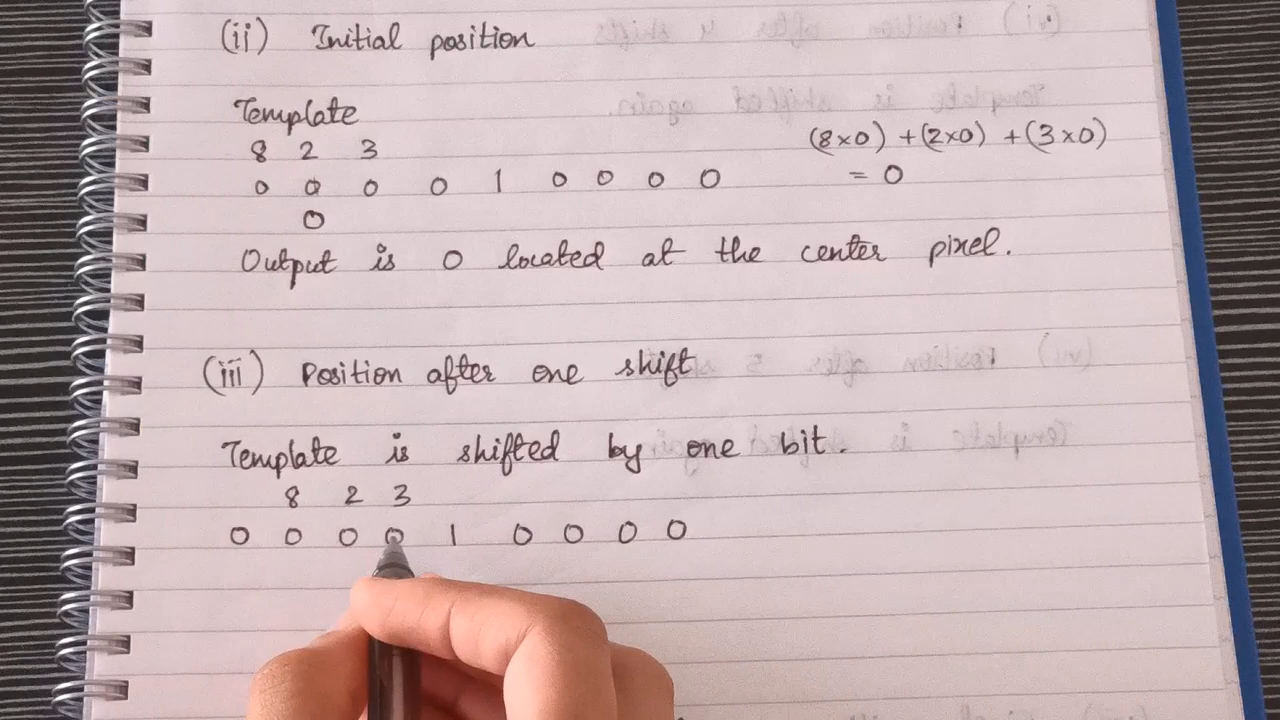 (ii) Initial position
Template
8 2 3
(8×0) + (2×0) + (3×0)
0 0 0 0 1 0 0 0 0
= 0
0
Output is 0 located at the center pixel.
(iii) Position after one shift
Template is shifted by one bit.
8 2 3
0 0 0 0 1 0 0 0 0